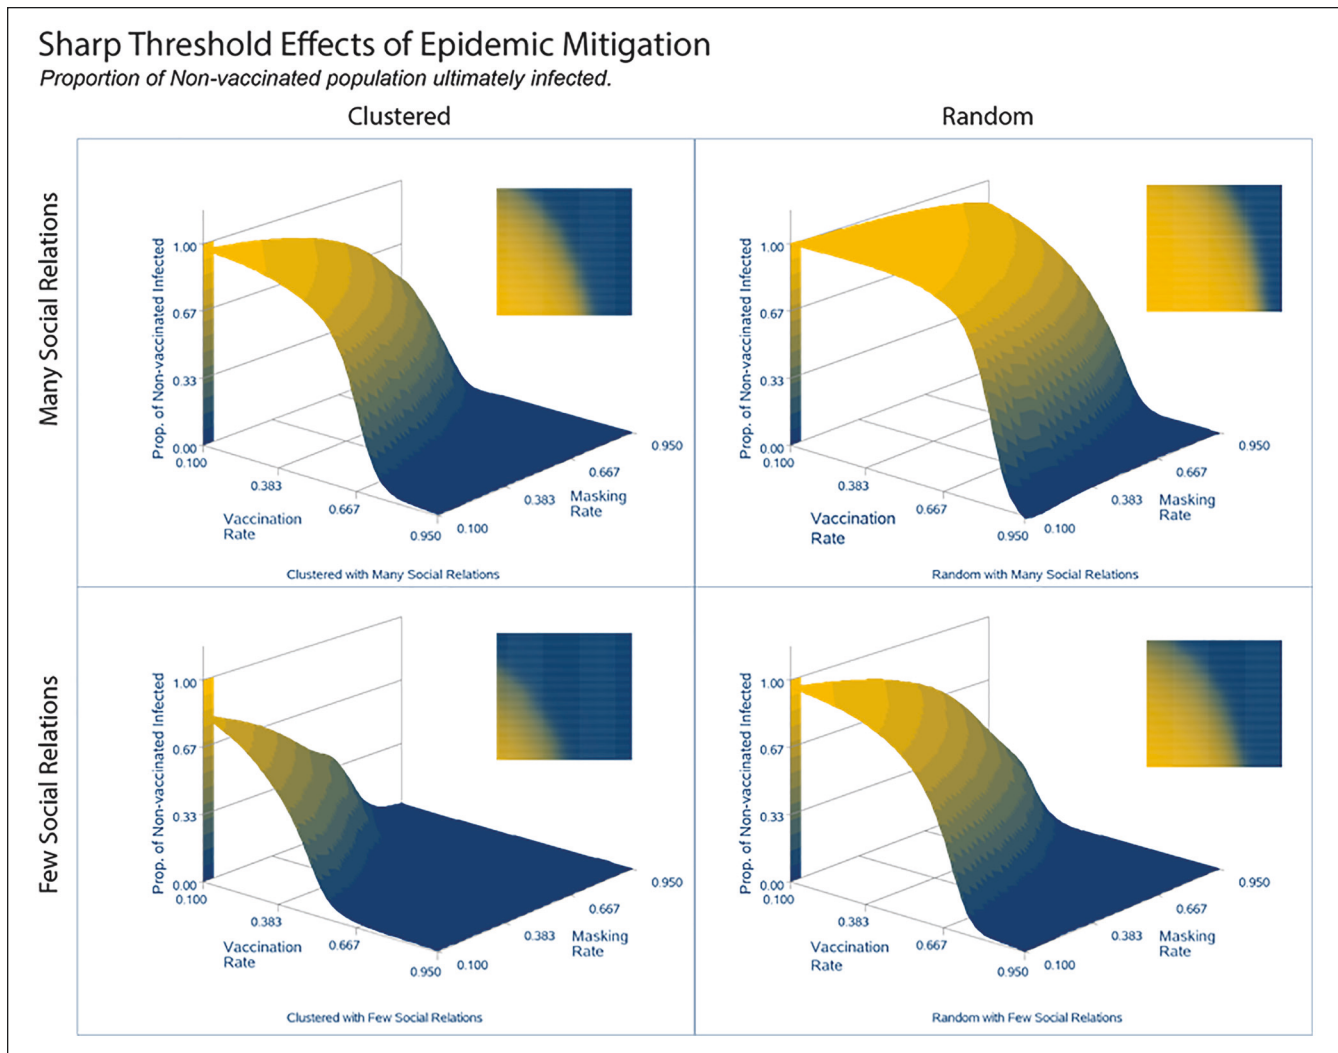 Sharp Threshold Effects of Epidemic Mitigation
Proportion of Non-vaccinated population ultimately infected.
Clustered
Random
Many Social Relations
Prop. of Non-vaccinated Infected
1.00
0.67
0.33
0.00
0.100
0.383
0.667
0.950
Vaccination
Rate
0.100
0.383
0.667
0.950
Masking
Rate
Clustered with Many Social Relations
Prop. of Non-vaccinated Infected
1.00
0.67
0.33
0.00
0.100
0.383
0.667
0.950
Vaccination
Rate
0.100
0.383
0.667
0.950
Masking
Rate
Random with Many Social Relations
Few Social Relations
Prop. of Non-vaccinated Infected
1.00
0.67
0.33
0.00
0.100
0.383
0.667
0.950
Vaccination
Rate
0.100
0.383
0.667
0.950
Masking
Rate
Clustered with Few Social Relations
Prop. of Non-vaccinated Infected
1.00
0.67
0.33
0.00
0.100
0.383
0.667
0.950
Vaccination
Rate
0.100
0.383
0.667
0.950
Masking
Rate
Random with Few Social Relations